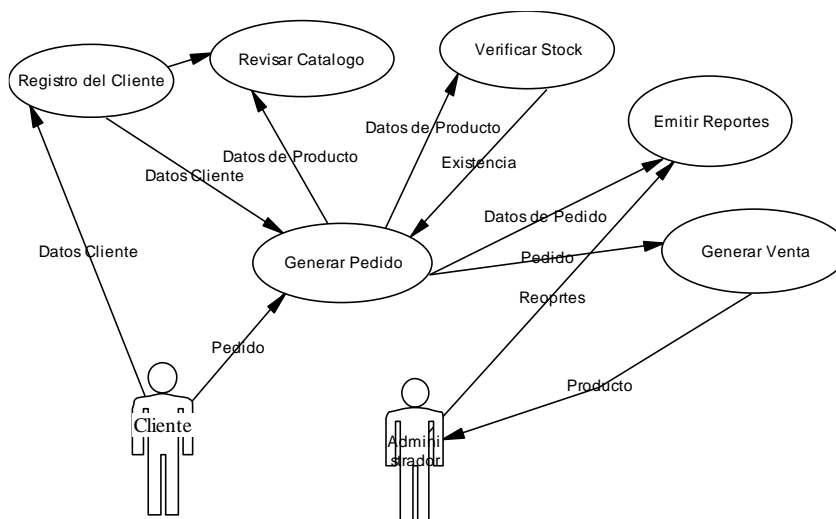 Verificar Stock
Revisar Catalogo
Registro del Cliente
Emitir Reportes
Datos de Producto
Datos de Producto
Existencia
Datos Cliente
Datos de Pedido
Datos Cliente
Generar Pedido
Pedido
Generar Venta
Reoprtes
Pedido
Producto
Cliente
Admini
strador